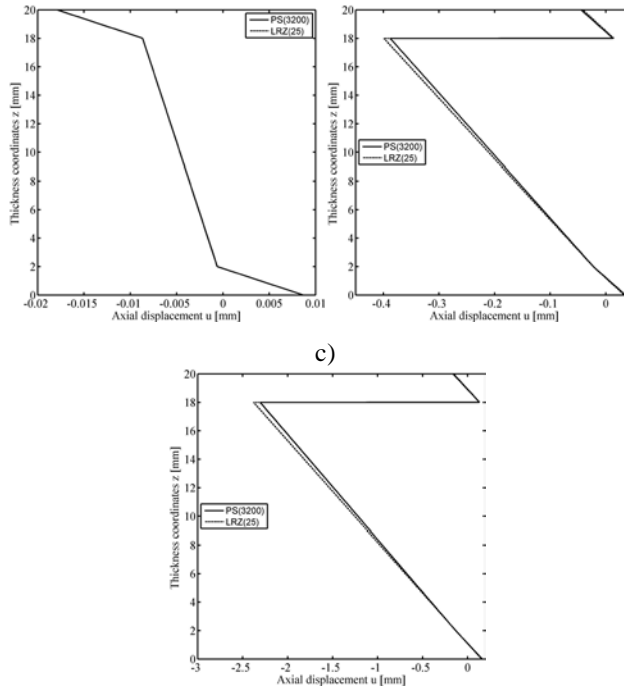 PS(3200)
LRZ(25)
20
18
16
14
12
10
8
6
4
2
0
Thickness coordinates z [mm]
-0.02 -0.015 -0.01 -0.005 0 0.005 0.01
Axial displacement u [mm]
PS(3200)
LRZ(25)
20
18
16
14
12
10
8
6
4
2
0
Thickness coordinates z [mm]
-0.4 -0.3 -0.2 -0.1 0
Axial displacement u [mm]
c)
PS(3200)
LRZ(25)
20
18
16
14
12
10
8
6
4
2
0
Thickness coordinates z [mm]
-3 -2.5 -2 -1.5 -1 -0.5 0
Axial displacement u [mm]